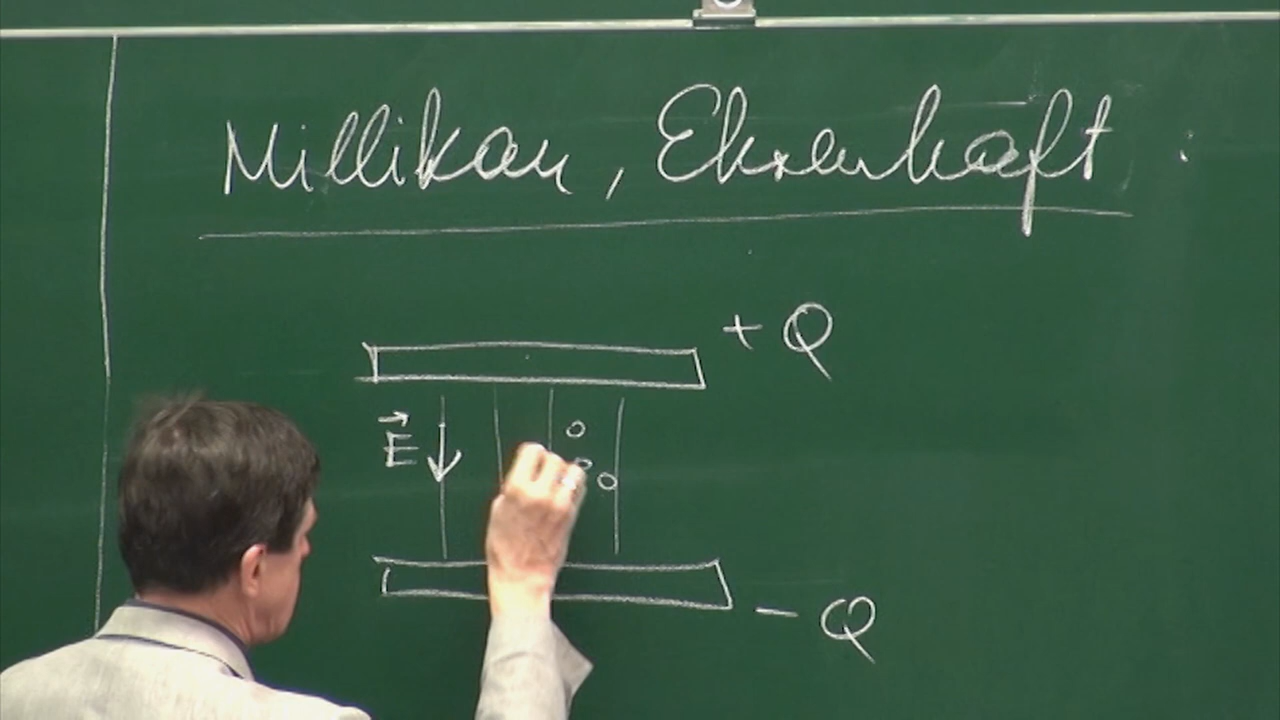 Millikan, Ehrenhaft :
+ Q
E⃗
- Q